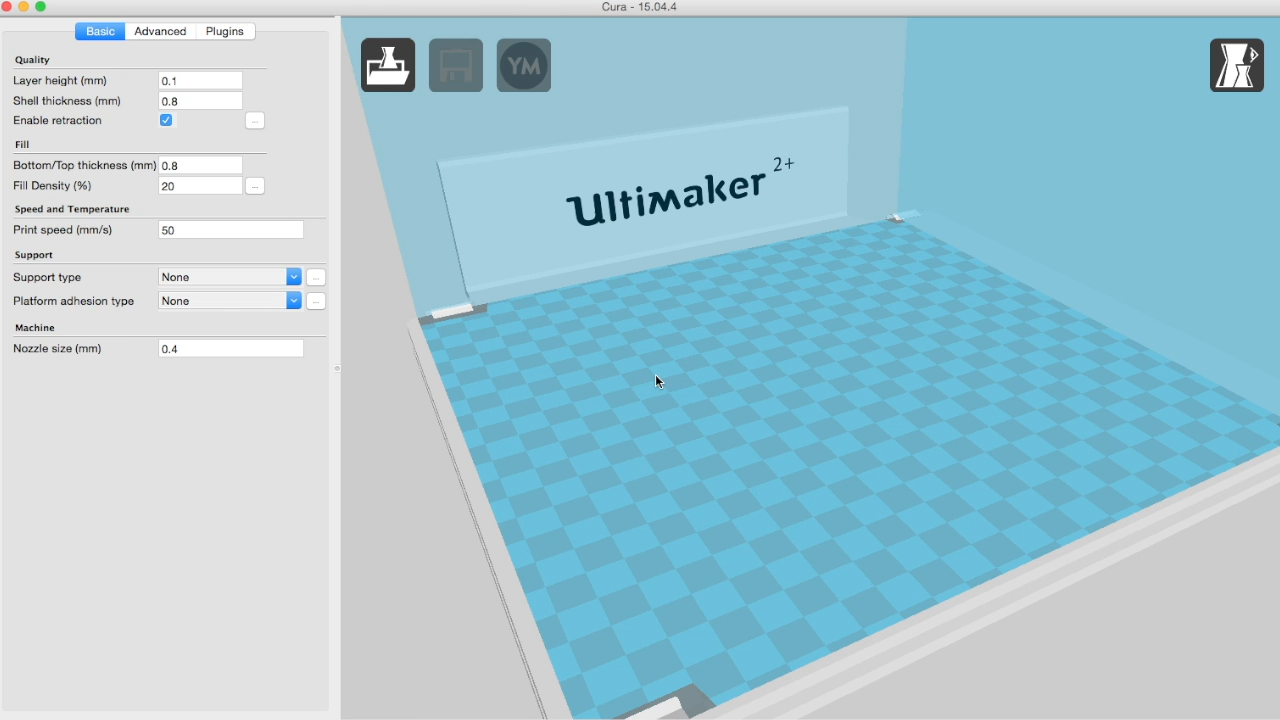 Cura - 15.04.4
Basic Advanced Plugins
Quality
Layer height (mm) 0.1
Shell thickness (mm) 0.8
Enable retraction ...
Fill
Bottom/Top thickness (mm) 0.8
Fill Density (%) 20 ...
Speed and Temperature
Print speed (mm/s) 50
Support
Support type None ...
Platform adhesion type None ...
Machine
Nozzle size (mm) 0.4
YM
Ultimaker 2+